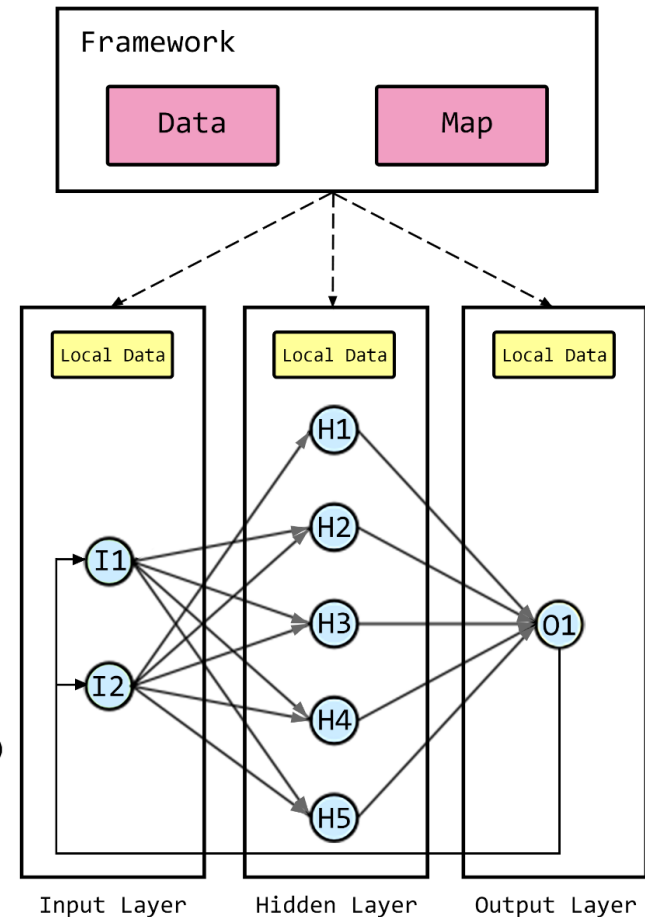 Framework
Data
Map
Local Data
Local Data
Local Data
H1
H2
I1
H3
O1
I2
H4
)
H5
Input Layer
Hidden Layer
Output Layer